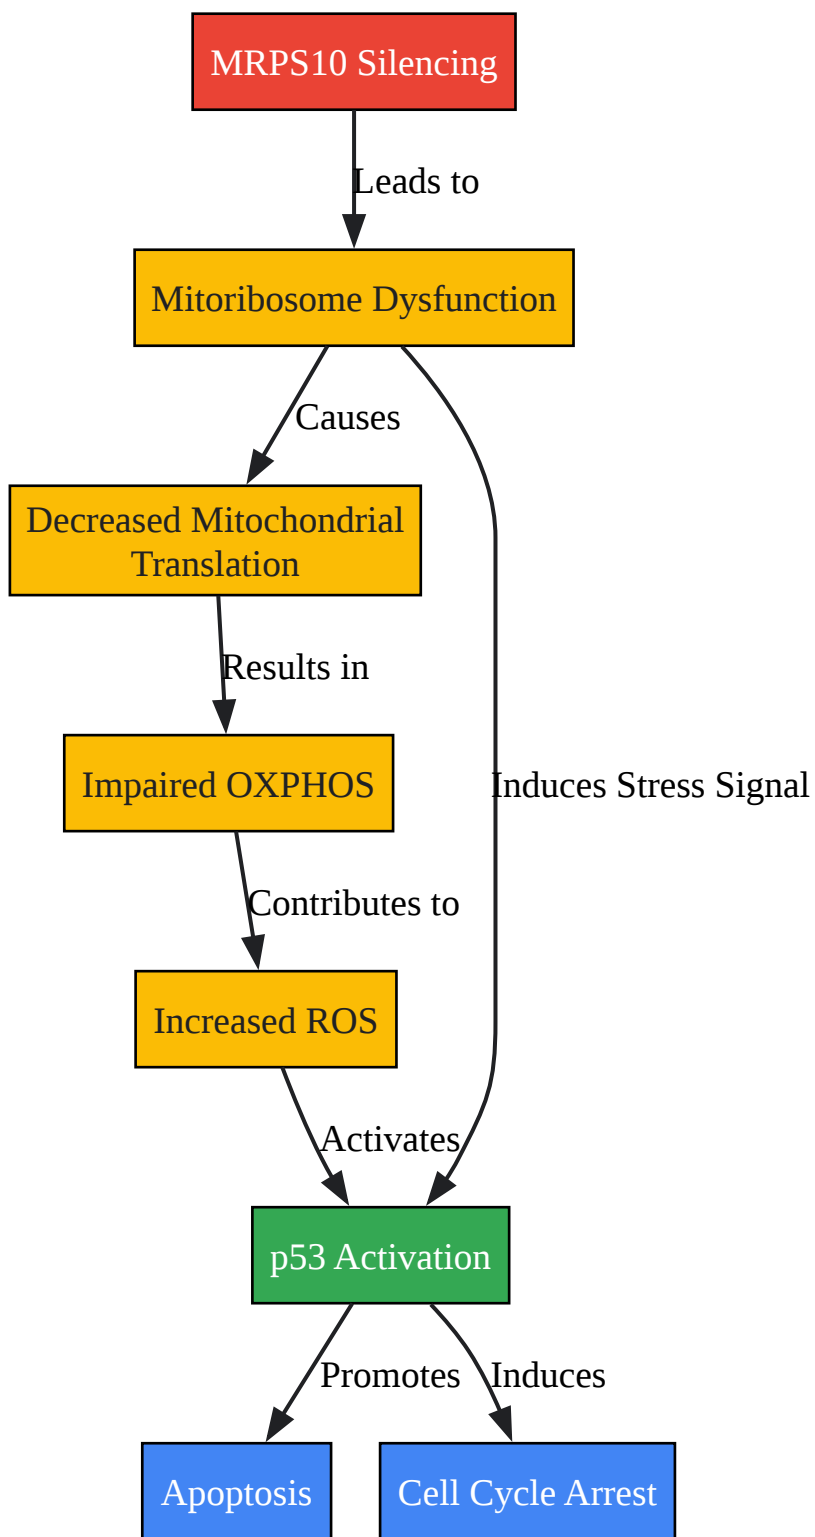 MRPS10 Silencing
Leads to
Mitoribosome Dysfunction
Causes
Decreased Mitochondrial
Translation
Results in
Impaired OXPHOS
Induces Stress Signal
Contributes to
Increased ROS
Activates
p53 Activation
Promotes
Induces
Apoptosis
Cell Cycle Arrest